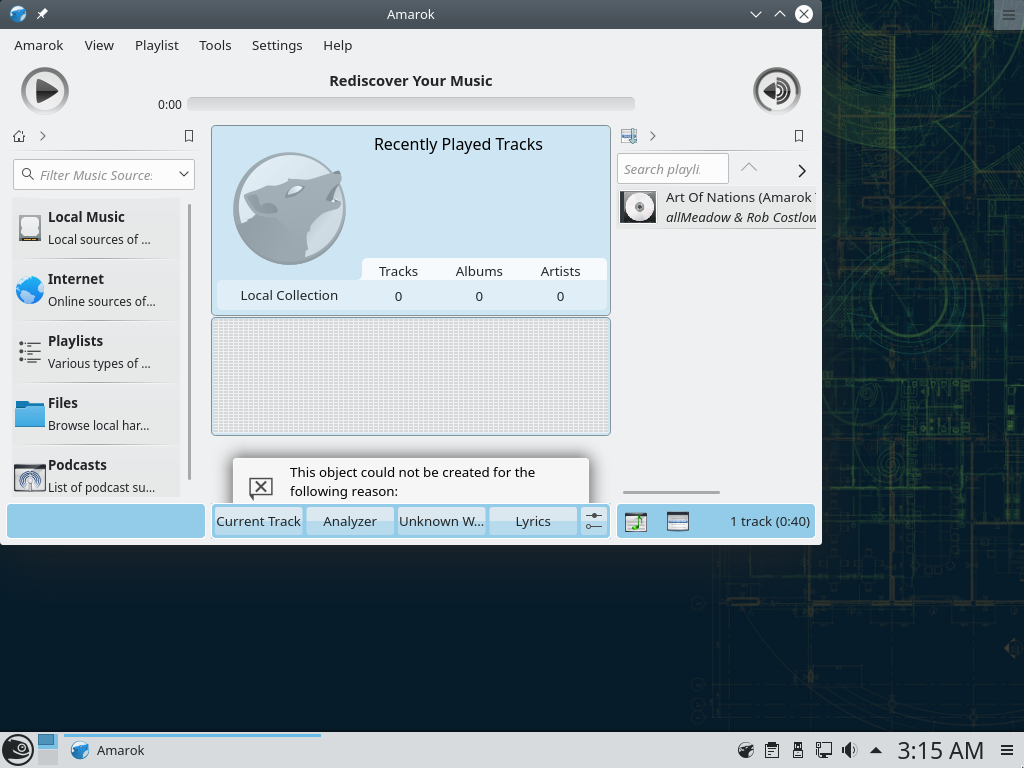 Amarok
Amarok View Playlist Tools Settings Help
Rediscover Your Music
0:00
Filter Music Source:
Local Music
Local sources of ...
Internet
Online sources of...
Playlists
Various types of ...
Files
Browse local har...
Podcasts
List of podcast su...
Recently Played Tracks
Tracks Albums Artists
Local Collection 0 0 0
This object could not be created for the
following reason:
Current Track Analyzer Unknown W... Lyrics
Search playli
Art Of Nations (Amarok
allMeadow & Rob Costlow
1 track (0:40)
Amarok
3:15 AM